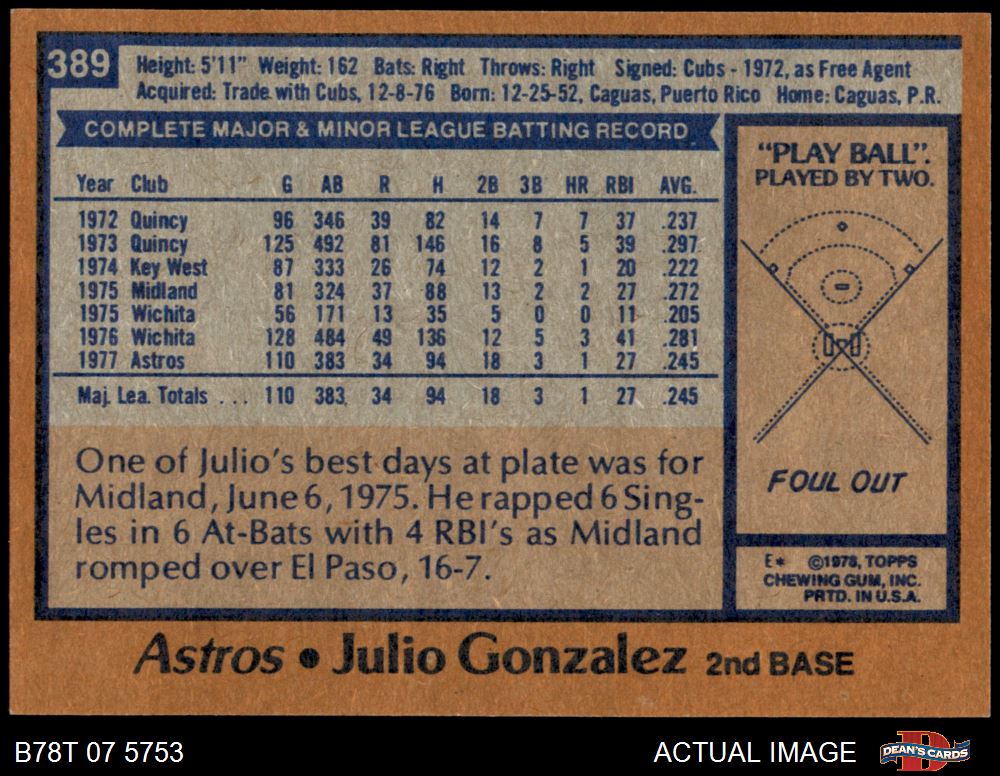 389
Height: 5'11" Weight: 162 Bats: Right Throws: Right Signed: Cubs - 1972, as Free Agent
Acquired: Trade with Cubs, 12-8-76 Born: 12-25-52, Caguas, Puerto Rico Home: Caguas, P.R.
COMPLETE MAJOR & MINOR LEAGUE BATTING RECORD
Year Club G AB R H 2B 3B HR RBI AVG.
1972 Quincy 96 346 39 82 14 7 7 37 .237
1973 Quincy 125 492 81 146 16 8 5 39 .297
1974 Key West 87 333 26 74 12 2 1 20 .222
1975 Midland 81 324 37 88 13 2 2 27 .272
1975 Wichita 56 171 13 35 5 0 0 11 .205
1976 Wichita 128 484 49 136 12 5 3 41 .281
1977 Astros 110 383 34 94 18 3 1 27 .245
Maj. Lea. Totals . . . 110 383 34 94 18 3 1 27 .245
One of Julio's best days at plate was for
Midland, June 6, 1975. He rapped 6 Sing-
les in 6 At-Bats with 4 RBI's as Midland
romped over El Paso, 16-7.
"PLAY BALL".
PLAYED BY TWO.
FOUL OUT
E* ©1978, TOPPS
CHEWING GUM, INC.
PRTD. IN U.S.A.
Astros • Julio Gonzalez 2nd BASE
B78T 07 5753
ACTUAL IMAGE
D
DEAN'S CARDS